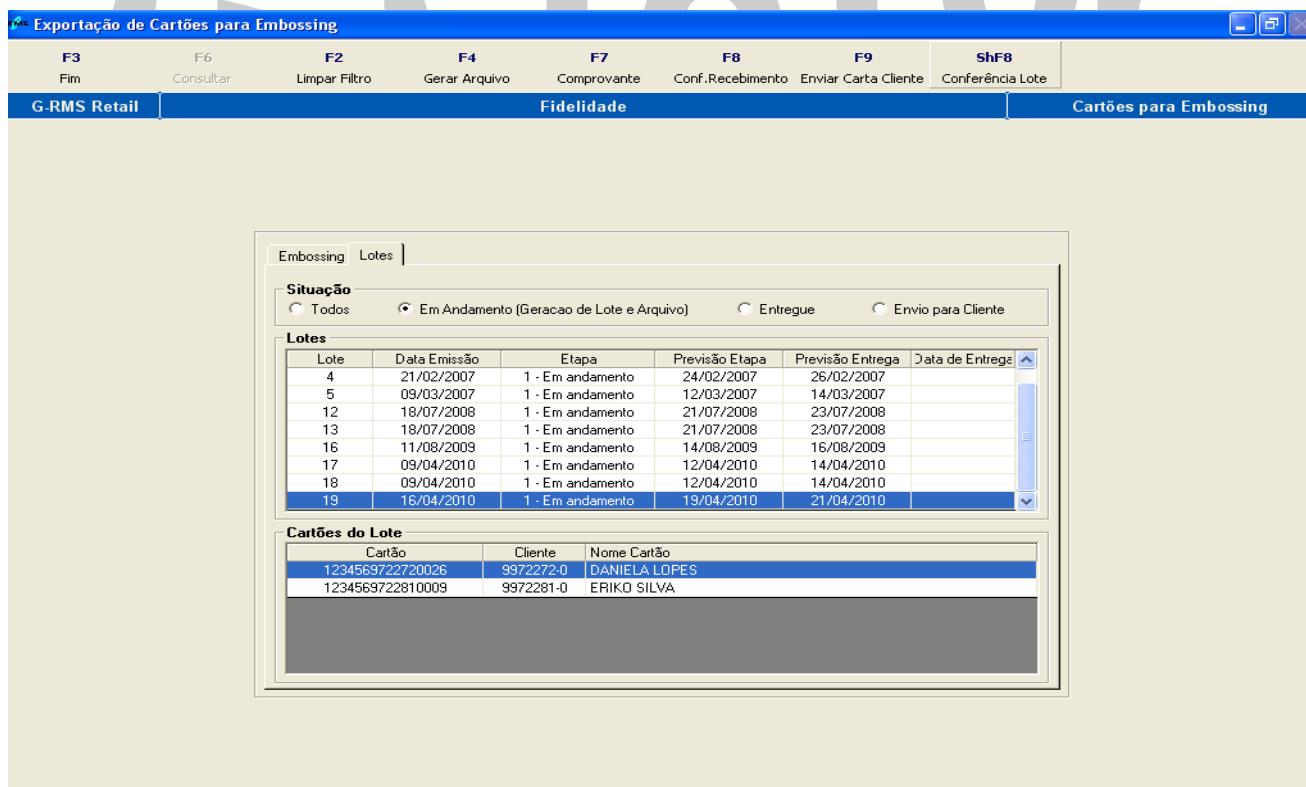 Exportação de Cartões para Embossing
F3 F6 F2 F4 F7 F8 F9 ShF8
Fim Consultar Limpar Filtro Gerar Arquivo Comprovante Conf.Recebimento Enviar Carta Cliente Conferência Lote
G-RMS Retail Fidelidade Cartões para Embossing
Embossing Lotes
Situação
Todos Em Andamento (Geracao de Lote e Arquivo) Entregue Envio para Cliente
Lotes
Lote Data Emissão Etapa Previsão Etapa Previsão Entrega Data de Entrega
4 21/02/2007 1 - Em andamento 24/02/2007 26/02/2007
5 09/03/2007 1 - Em andamento 12/03/2007 14/03/2007
12 18/07/2008 1 - Em andamento 21/07/2008 23/07/2008
13 18/07/2008 1 - Em andamento 21/07/2008 23/07/2008
16 11/08/2009 1 - Em andamento 14/08/2009 16/08/2009
17 09/04/2010 1 - Em andamento 12/04/2010 14/04/2010
18 09/04/2010 1 - Em andamento 12/04/2010 14/04/2010
19 16/04/2010 1 - Em andamento 19/04/2010 21/04/2010
Cartões do Lote
Cartão Cliente Nome Cartão
1234569722720026 9972272-0 DANIELA LOPES
1234569722810009 9972281-0 ERIKO SILVA